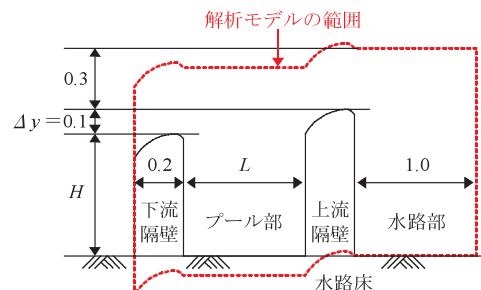 解析モデルの範囲
0.3
Δy=0.1
0.2
L
1.0
H
下流
隔壁
プール部
上流
隔壁
水路部
水路床